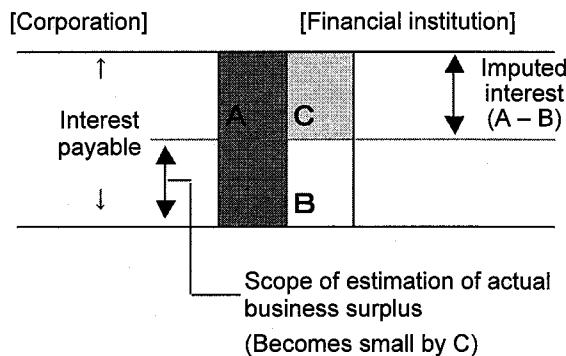 [Corporation] [Financial institution]
↑
Interest
payable
↓
A
C
B
Imputed
interest
(A – B)
Scope of estimation of actual
business surplus
(Becomes small by C)